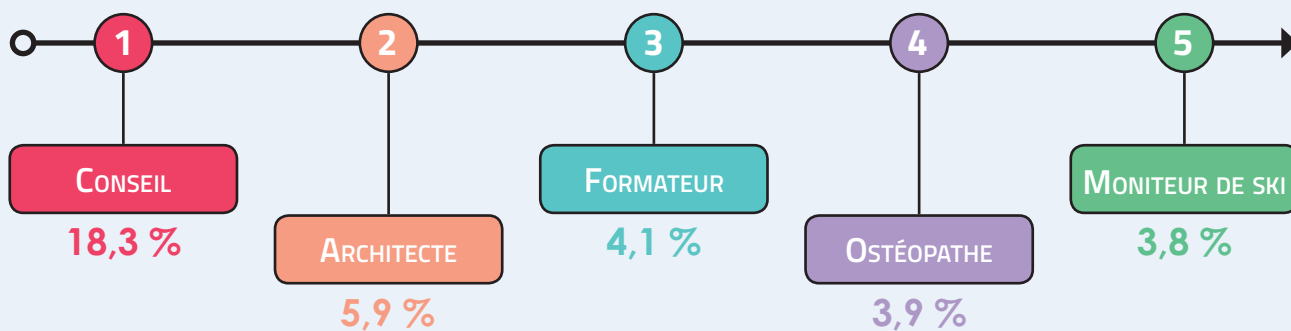 1
2
3
4
5
Conseil
18,3 %
Architecte
5,9 %
Formateur
4,1 %
Ostéopathe
3,9 %
Moniteur de ski
3,8 %